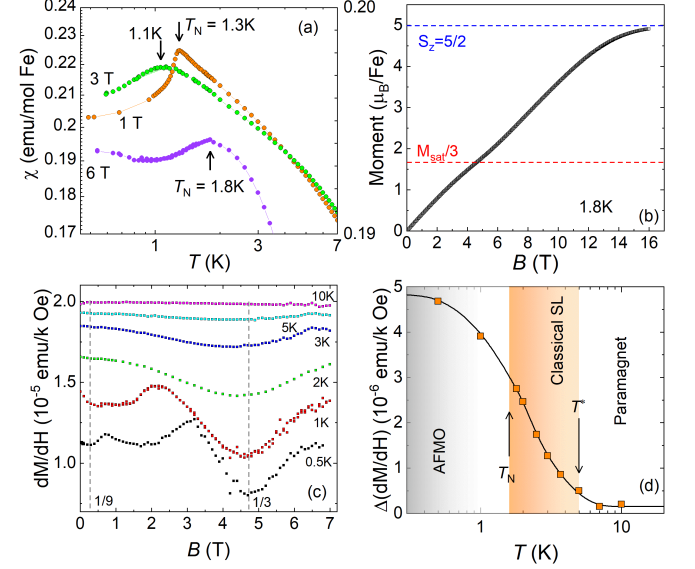 χ (emu/mol Fe)
0.23
0.22
0.21
0.2
0.19
0.18
0.17
1.1K
T_N = 1.3K
(a)
3 T
1 T
6 T
T_N = 1.8K
1
3
7
T (K)
0.20
0.19
Moment (μ_B/Fe)
5
4
3
2
1
0
S_z=5/2
M_sat/3
1.8K
(b)
0 2 4 6 8 10 12 14 16
B (T)
dM/dH (10^-5 emu/k Oe)
2.0
1.5
1.0
10K
5K
3K
2K
1K
0.5K
(c)
1/9
1/3
0 1 2 3 4 5 6 7
B (T)
Δ(dM/dH) (10^-6 emu/k Oe)
5
4
3
2
1
0
AFMO
T_N
Classical SL
T*
Paramagnet
(d)
1
10
T (K)